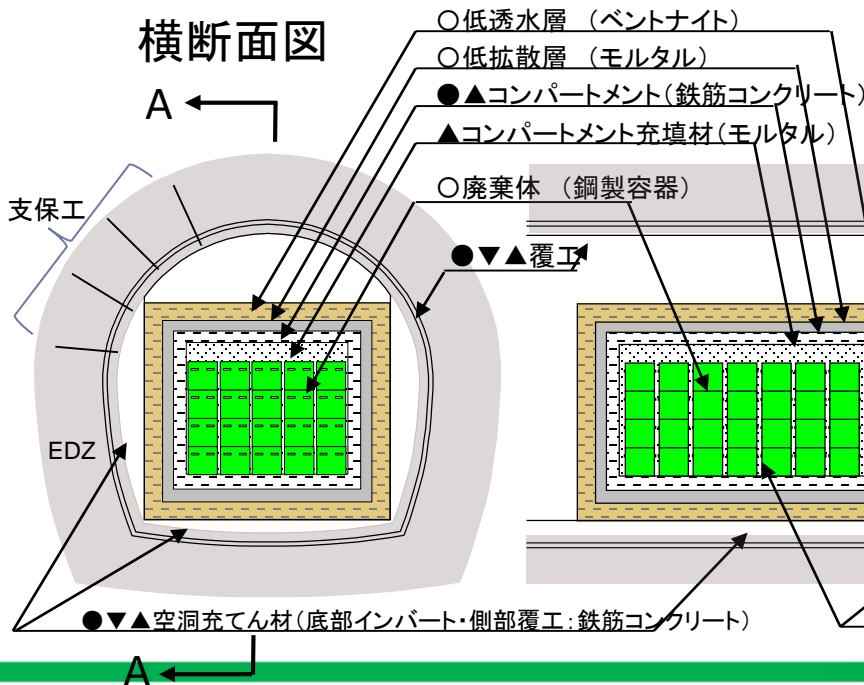 横断面図
A
○低透水層 (ベントナイト)
○低拡散層 (モルタル)
●▲コンパートメント(鉄筋コンクリート)
▲コンパートメント充填材(モルタル)
○廃棄体 (鋼製容器)
支保工
●▼▲覆工
EDZ
●▼▲空洞充てん材(底部インバート・側部覆工:鉄筋コンクリート)
A